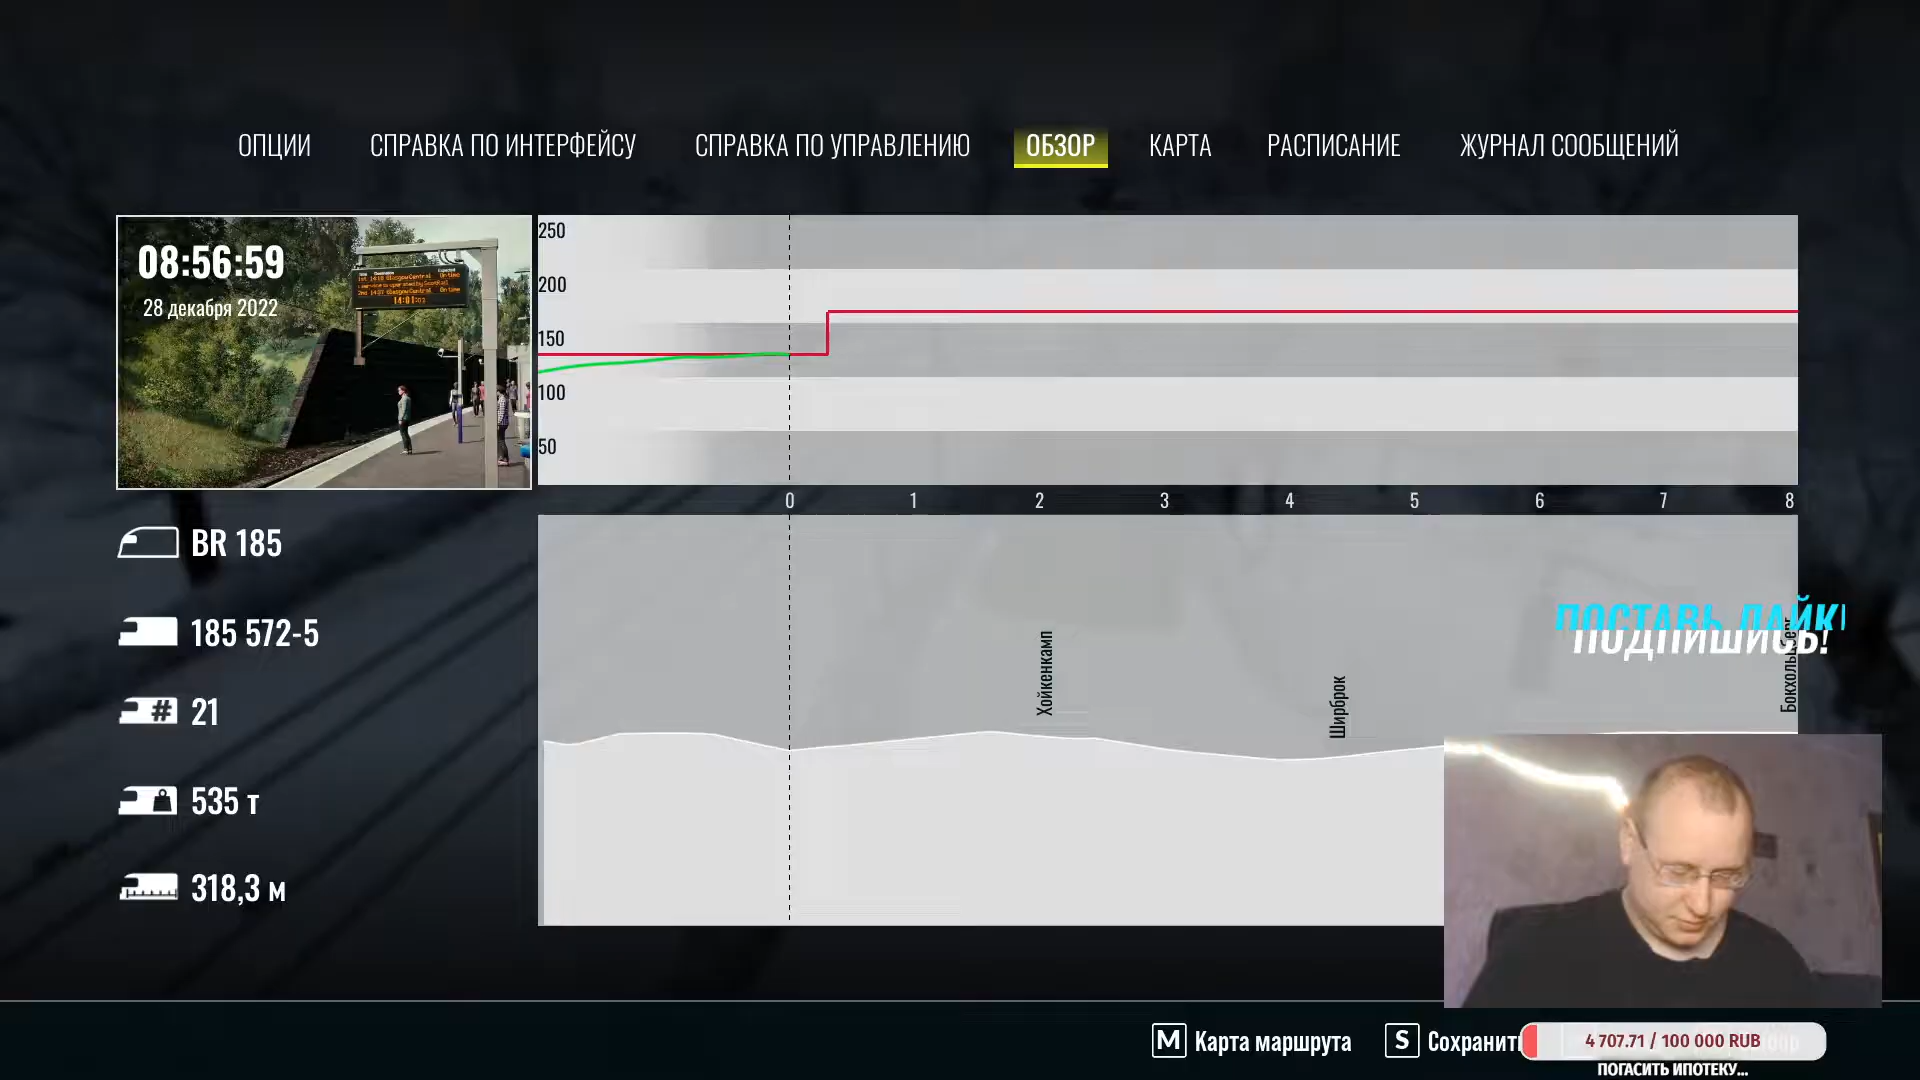 ОПЦИИ
СПРАВКА ПО ИНТЕРФЕЙСУ
СПРАВКА ПО УПРАВЛЕНИЮ
ОБЗОР
КАРТА
РАСПИСАНИЕ
ЖУРНАЛ СООБЩЕНИЙ
08:56:59
28 декабря 2022
250
200
150
100
50
0 1 2 3 4 5 6 7 8
BR 185
185 572-5
# 21
535 т
318,3 м
Хойкенкамп
Ширброк
ПОСТАВЬ ЛАЙК!
ПОДПИШИСЬ!
M Карта маршрута
S Сохранить
4 707.71 / 100 000 RUB
ПОГАСИТЬ ИПОТЕКУ...